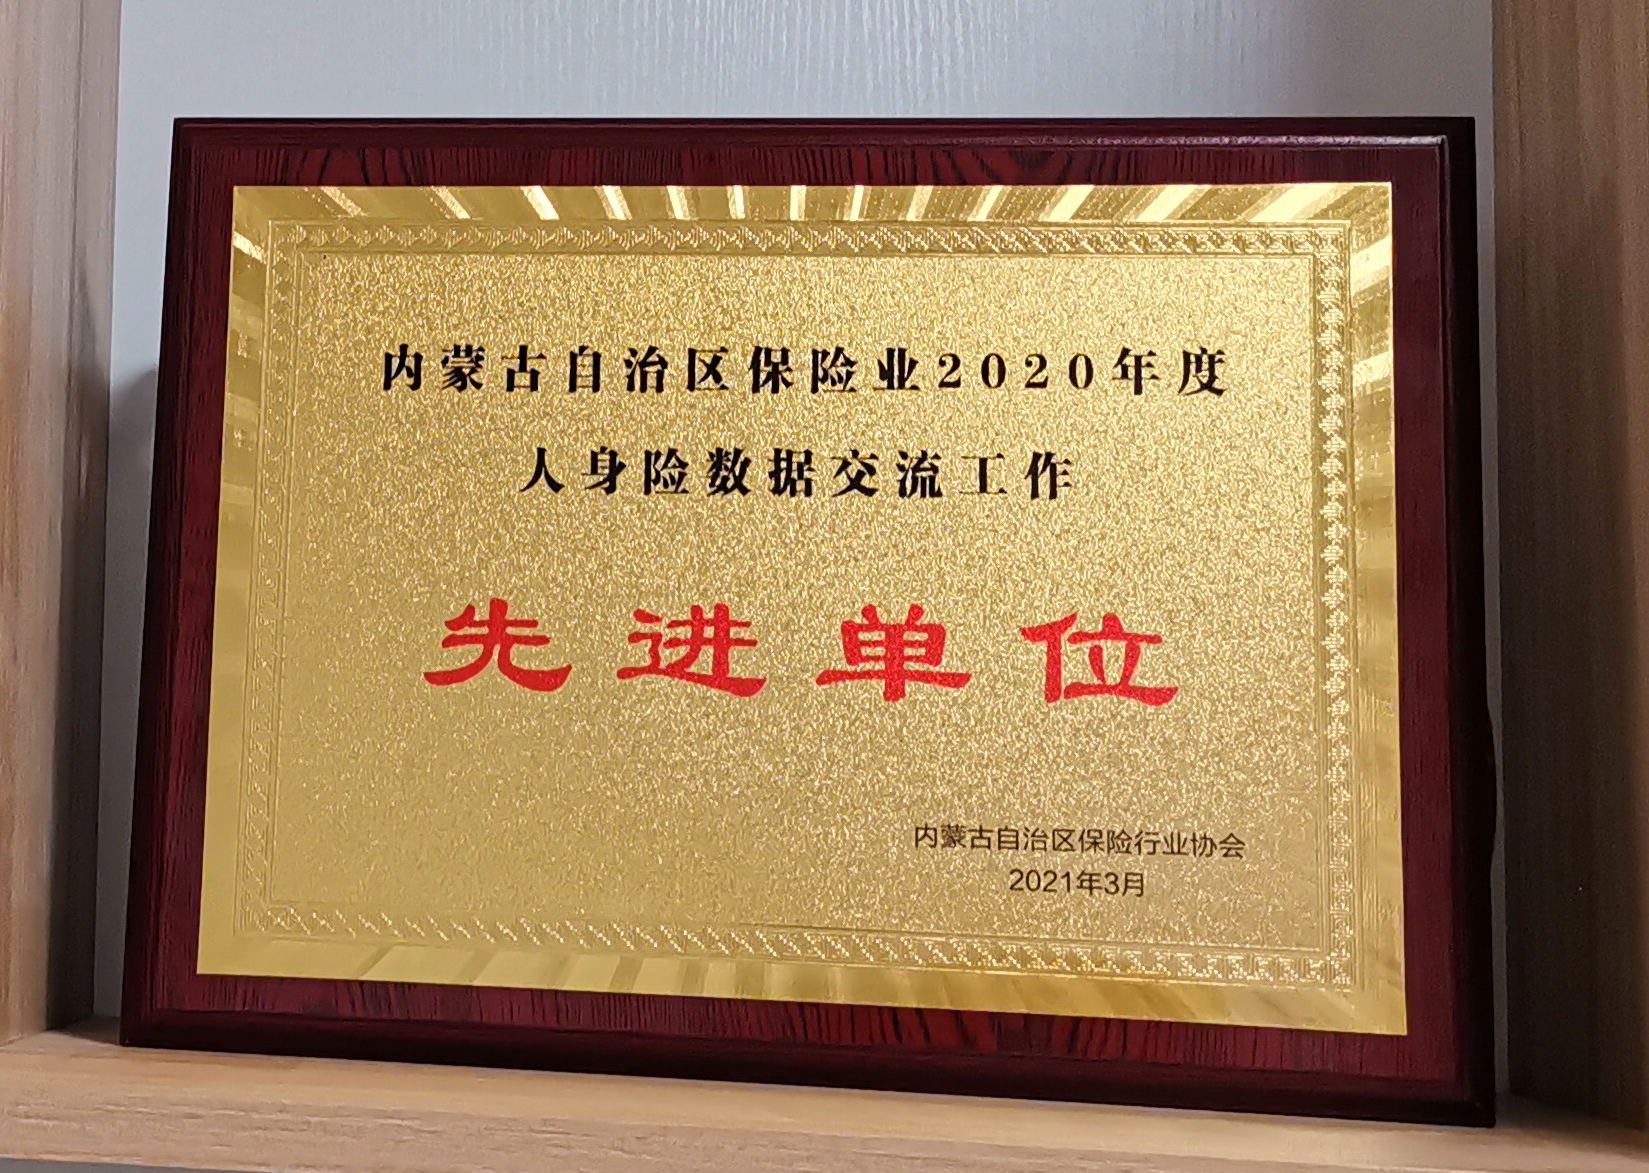 内蒙古自治区保险业2020年度
人身险数据交流工作
先进单位
内蒙古自治区保险行业协会
2021年3月